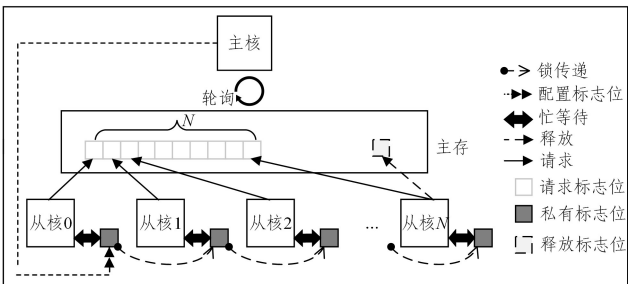 主核
轮询
N
主存
从核0
从核1
从核2
...
从核N
锁传递
配置标志位
忙等待
释放
请求
请求标志位
私有标志位
释放标志位